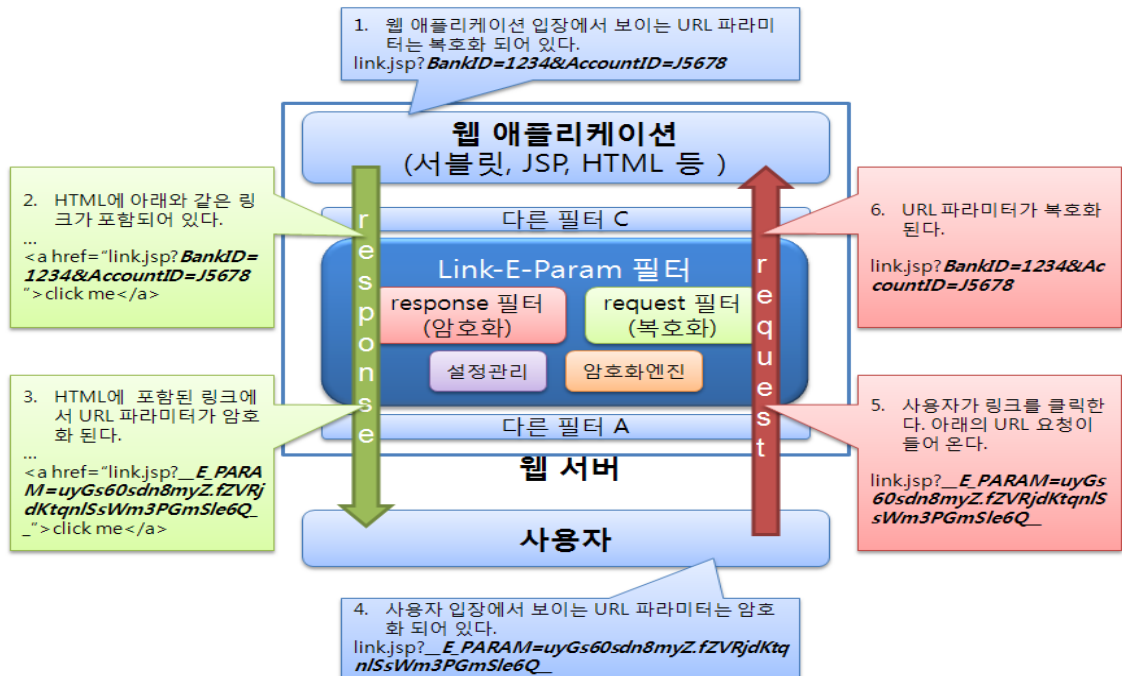 1. 웹 애플리케이션 입장에서 보이는 URL 파라미
터는 복호화 되어 있다.
link.jsp?BankID=1234&AccountID=J5678
웹 애플리케이션
(서블릿, JSP, HTML 등 )
2. HTML에 아래와 같은 링
크가 포함되어 있다.
...
<a href="link.jsp?BankID=
1234&AccountID=J5678
">click me</a>
response
다른 필터 C
Link-E-Param 필터
response 필터
(암호화)
request 필터
(복호화)
설정관리
암호화엔진
다른 필터 A
웹 서버
request
6. URL 파라미터가 복호화
된다.
link.jsp?BankID=1234&Ac
countID=J5678
3. HTML에 포함된 링크에
서 URL 파라미터가 암호
화 된다.
...
<a href="link.jsp?__E_PARA
M=uyGs60sdn8myZ.fZVRj
dKtqnlSsWm3PGmSle6Q_
_">click me</a>
5. 사용자가 링크를 클릭한
다. 아래의 URL 요청이
들어 온다.
link.jsp?__E_PARAM=uyGs
60sdn8myZ.fZVRjdKtqnlS
sWm3PGmSle6Q__
사용자
4. 사용자 입장에서 보이는 URL 파라미터는 암호
화 되어 있다.
link.jsp?__E_PARAM=uyGs60sdn8myZ.fZVRjdKtq
nlSsWm3PGmSle6Q__